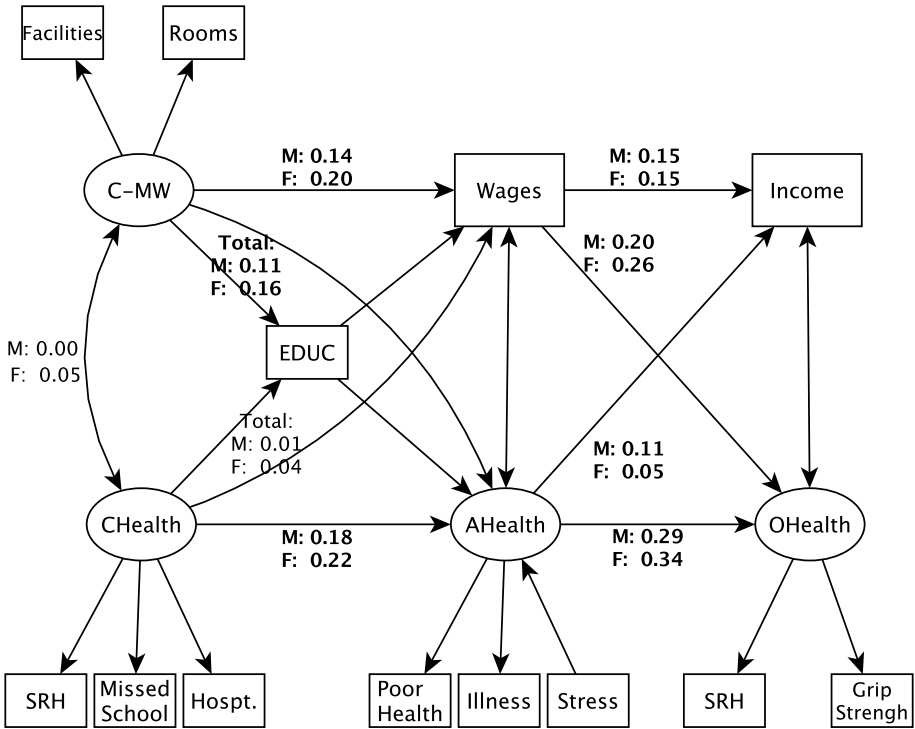 Facilities
Rooms
C-MW
M: 0.14
F: 0.20
Wages
M: 0.15
F: 0.15
Income
Total:
M: 0.11
F: 0.16
M: 0.20
F: 0.26
M: 0.00
F: 0.05
EDUC
Total:
M: 0.01
F: 0.04
M: 0.11
F: 0.05
CHealth
M: 0.18
F: 0.22
AHealth
M: 0.29
F: 0.34
OHealth
SRH
Missed
School
Hospt.
Poor
Health
Illness
Stress
SRH
Grip
Strengh